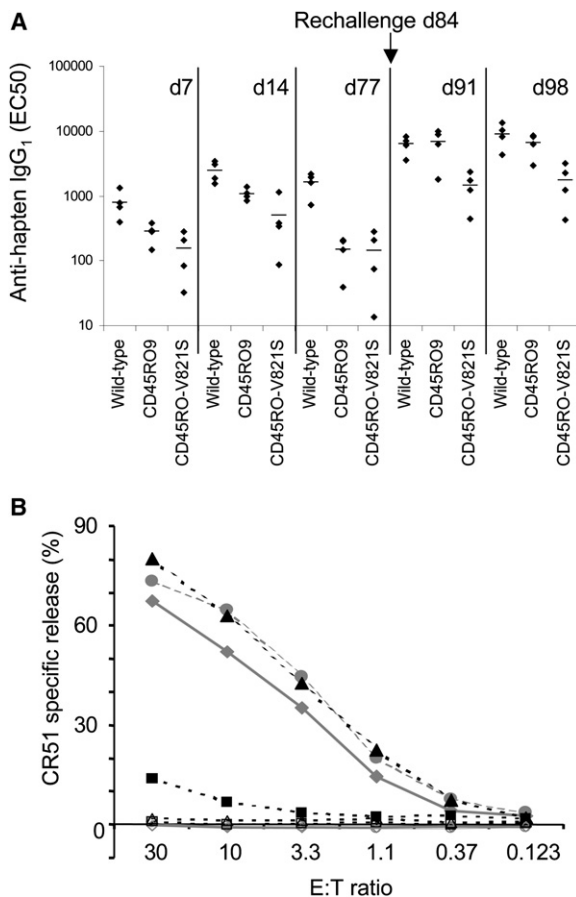 A
Rechallenge d84
Anti-hapten IgG1 (EC50)
100000
10000
1000
100
10
d7
d14
d77
d91
d98
Wild-type
CD45RO9
CD45RO-V821S
Wild-type
CD45RO9
CD45RO-V821S
Wild-type
CD45RO9
CD45RO-V821S
Wild-type
CD45RO9
CD45RO-V821S
Wild-type
CD45RO9
CD45RO-V821S
B
CR51 specific release (%)
90
60
30
0
30 10 3.3 1.1 0.37 0.123
E:T ratio